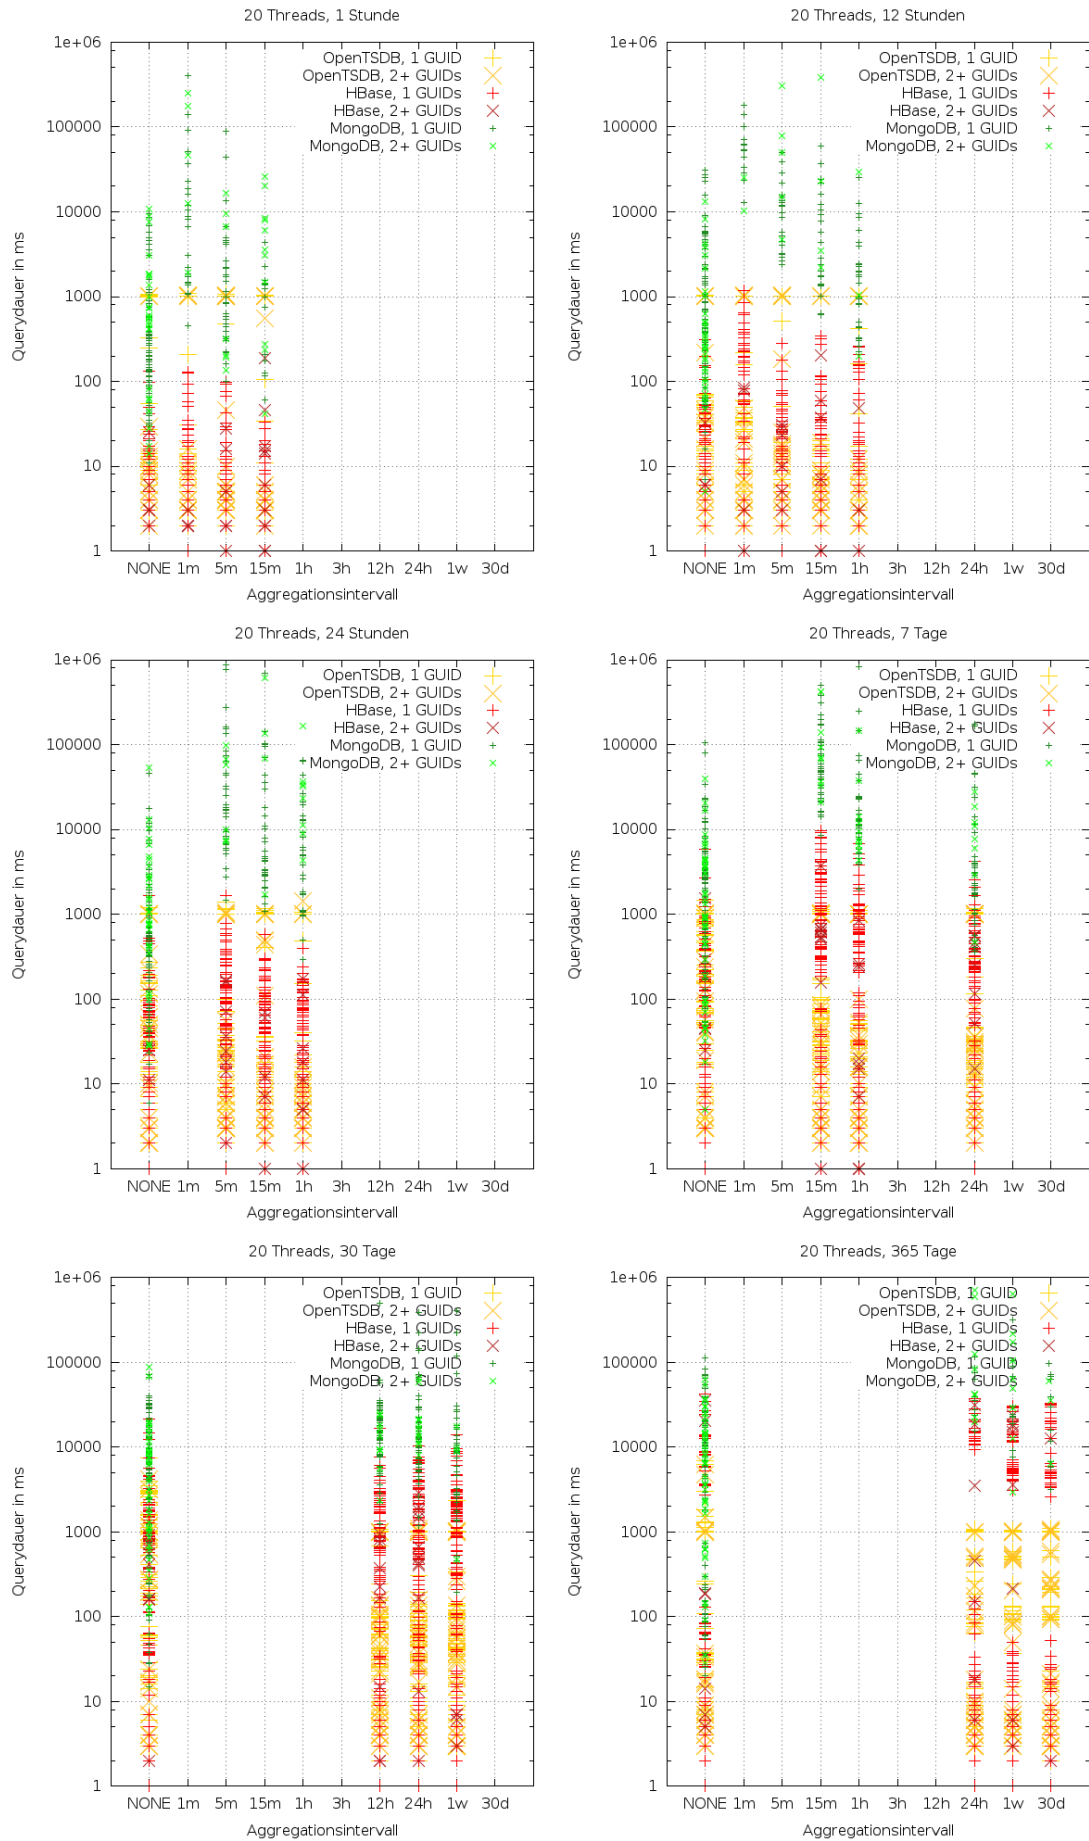 20 Threads, 1 Stunde
1e+06
100000
10000
1000
100
10
1
Querydauer in ms
OpenTSDB, 1 GUID
OpenTSDB, 2+ GUIDs
HBase, 1 GUIDs
HBase, 2+ GUIDs
MongoDB, 1 GUID
MongoDB, 2+ GUIDs
NONE 1m 5m 15m 1h 3h 12h 24h 1w 30d
Aggregationsintervall
20 Threads, 12 Stunden
1e+06
100000
10000
1000
100
10
1
Querydauer in ms
OpenTSDB, 1 GUID
OpenTSDB, 2+ GUIDs
HBase, 1 GUIDs
HBase, 2+ GUIDs
MongoDB, 1 GUID
MongoDB, 2+ GUIDs
NONE 1m 5m 15m 1h 3h 12h 24h 1w 30d
Aggregationsintervall
20 Threads, 24 Stunden
1e+06
100000
10000
1000
100
10
1
Querydauer in ms
OpenTSDB, 1 GUID
OpenTSDB, 2+ GUIDs
HBase, 1 GUIDs
HBase, 2+ GUIDs
MongoDB, 1 GUID
MongoDB, 2+ GUIDs
NONE 1m 5m 15m 1h 3h 12h 24h 1w 30d
Aggregationsintervall
20 Threads, 7 Tage
1e+06
100000
10000
1000
100
10
1
Querydauer in ms
OpenTSDB, 1 GUID
OpenTSDB, 2+ GUIDs
HBase, 1 GUIDs
HBase, 2+ GUIDs
MongoDB, 1 GUID
MongoDB, 2+ GUIDs
NONE 1m 5m 15m 1h 3h 12h 24h 1w 30d
Aggregationsintervall
20 Threads, 30 Tage
1e+06
100000
10000
1000
100
10
1
Querydauer in ms
OpenTSDB, 1 GUID
OpenTSDB, 2+ GUIDs
HBase, 1 GUIDs
HBase, 2+ GUIDs
MongoDB, 1 GUID
MongoDB, 2+ GUIDs
NONE 1m 5m 15m 1h 3h 12h 24h 1w 30d
Aggregationsintervall
20 Threads, 365 Tage
1e+06
100000
10000
1000
100
10
1
Querydauer in ms
OpenTSDB, 1 GUID
OpenTSDB, 2+ GUIDs
HBase, 1 GUIDs
HBase, 2+ GUIDs
MongoDB, 1 GUID
MongoDB, 2+ GUIDs
NONE 1m 5m 15m 1h 3h 12h 24h 1w 30d
Aggregationsintervall